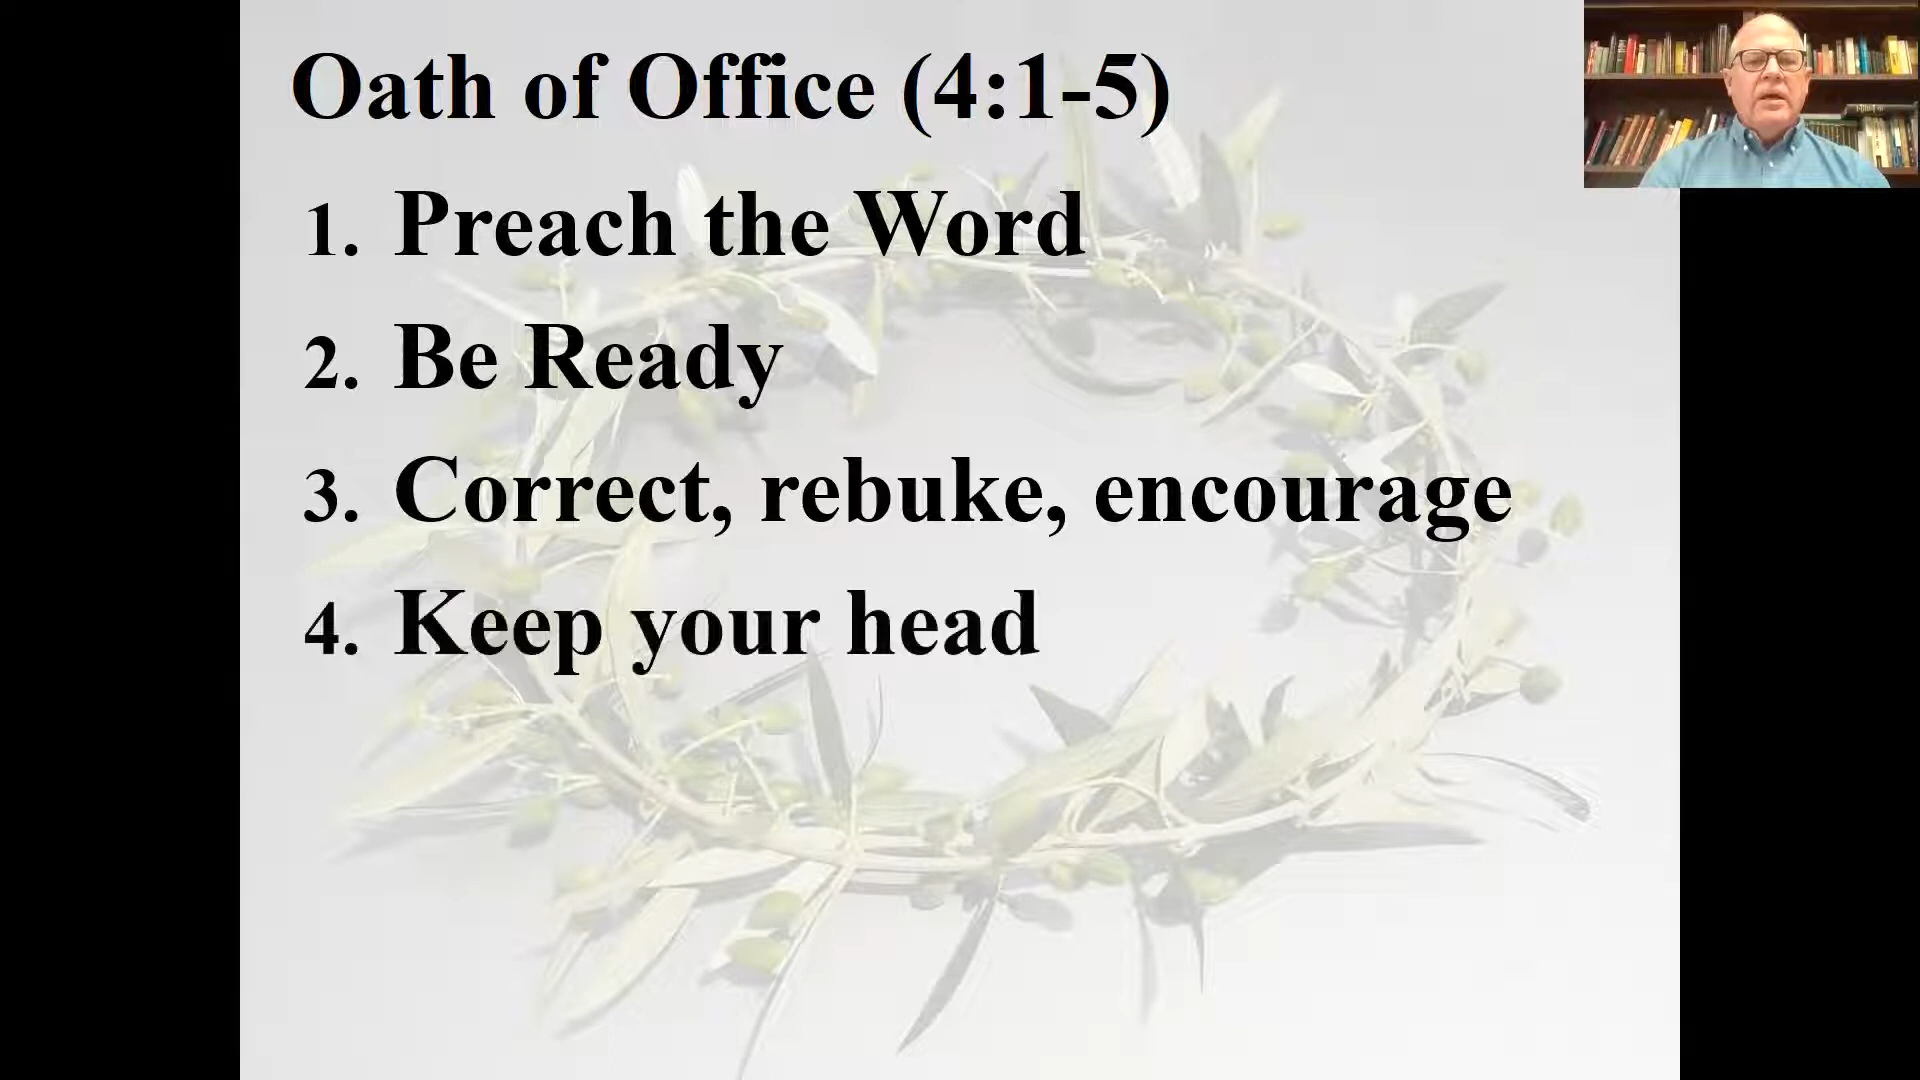 Oath of Office (4:1-5)
1. Preach the Word
2. Be Ready
3. Correct, rebuke, encourage
4. Keep your head